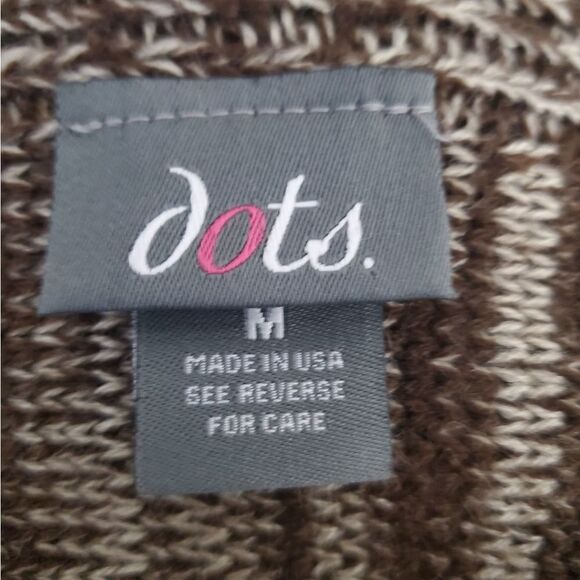 dots.
M
MADE IN USA
SEE REVERSE
FOR CARE